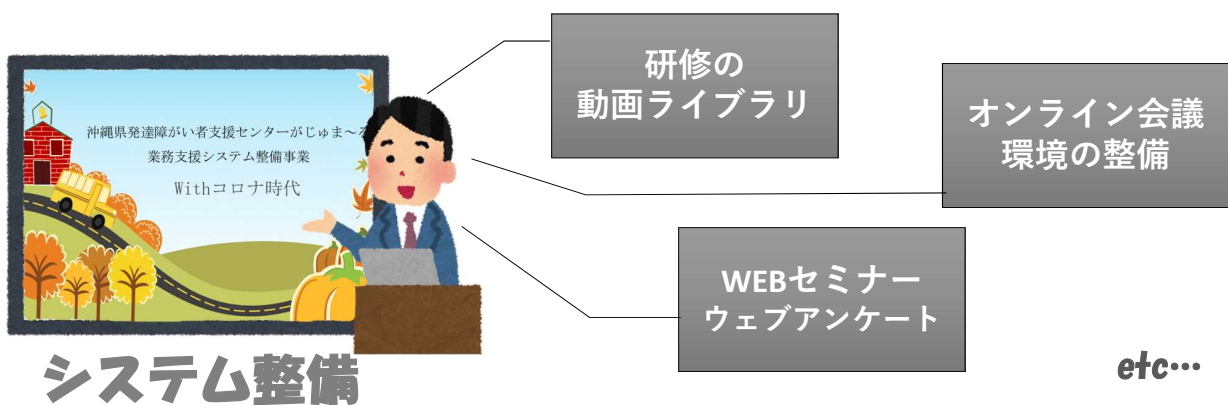 沖縄県発達障がい者支援センターがじゅま～る
業務支援システム整備事業
Withコロナ時代
研修の
動画ライブラリ
オンライン会議
環境の整備
WEBセミナー
ウェブアンケート
システム整備
etc…